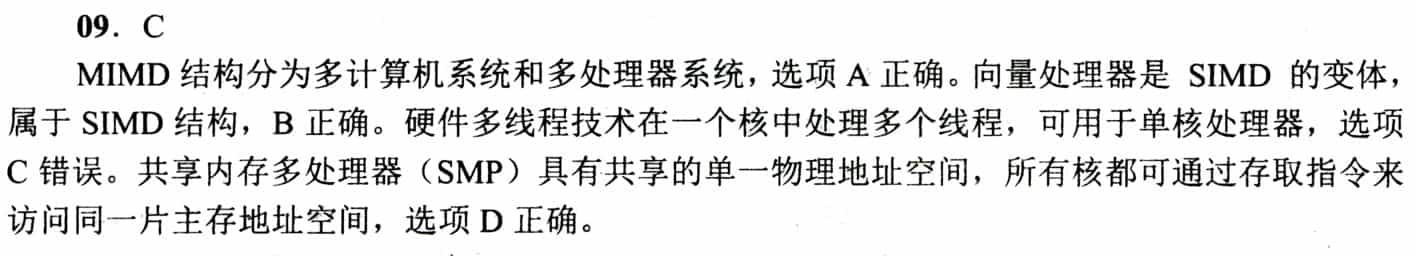 09. C
MIMD 结构分为多计算机系统和多处理器系统，选项 A 正确。向量处理器是 SIMD 的变体，
属于 SIMD 结构，B 正确。硬件多线程技术在一个核中处理多个线程，可用于单核处理器，选项
C 错误。共享内存多处理器（SMP）具有共享的单一物理地址空间，所有核都可通过存取指令来
访问同一片主存地址空间，选项 D 正确。